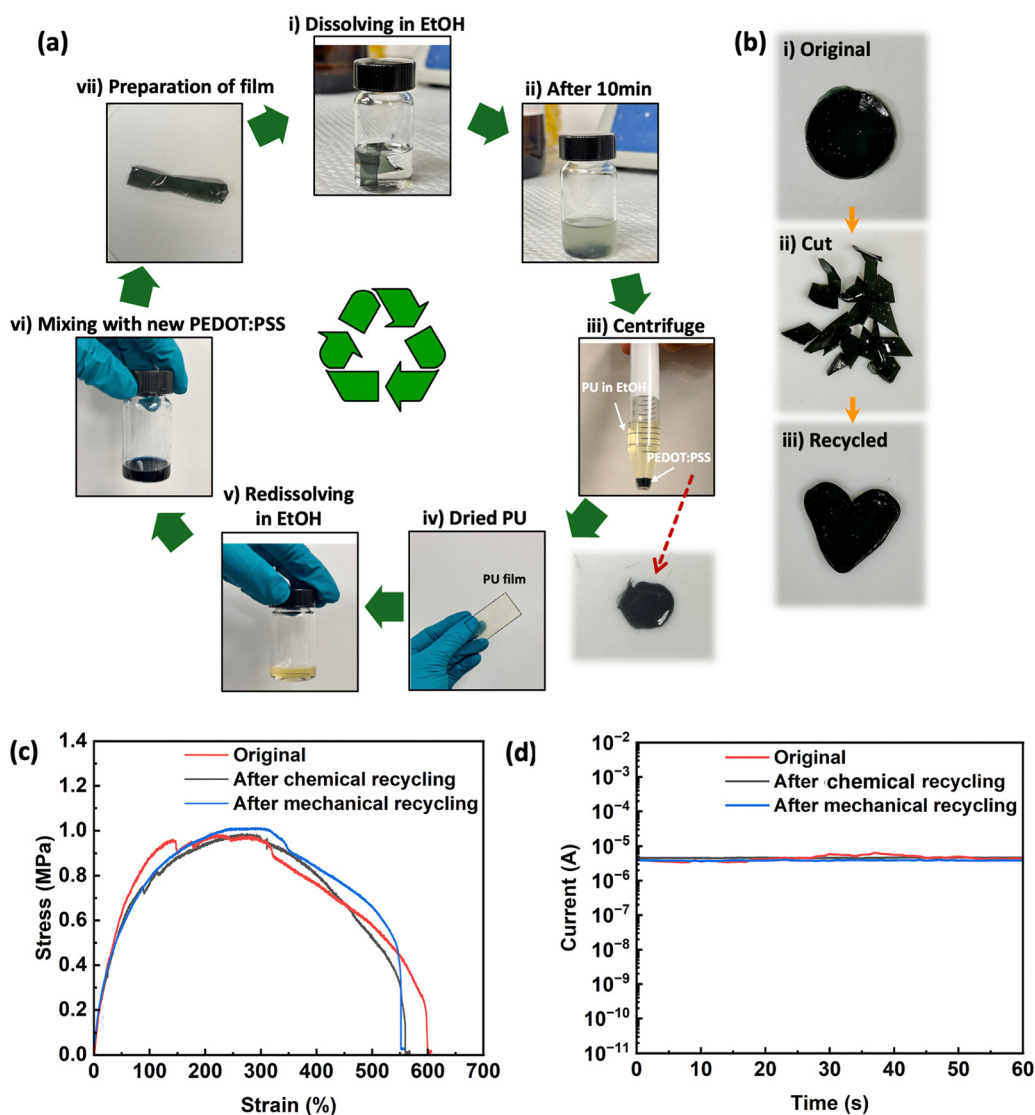 (a)
i) Dissolving in EtOH
ii) After 10min
iii) Centrifuge
PU in EtOH
PEDOT:PSS
iv) Dried PU
PU film
v) Redissolving
in EtOH
vi) Mixing with new PEDOT:PSS
vii) Preparation of film
(b)
i) Original
ii) Cut
iii) Recycled
(c)
Original
After chemical recycling
After mechanical recycling
Stress (MPa)
1.4
1.2
1.0
0.8
0.6
0.4
0.2
0.0
0 100 200 300 400 500 600 700
Strain (%)
(d)
Original
After chemical recycling
After mechanical recycling
Current (A)
10⁻²
10⁻³
10⁻⁴
10⁻⁵
10⁻⁶
10⁻⁷
10⁻⁸
10⁻⁹
10⁻¹⁰
10⁻¹¹
0 10 20 30 40 50 60
Time (s)